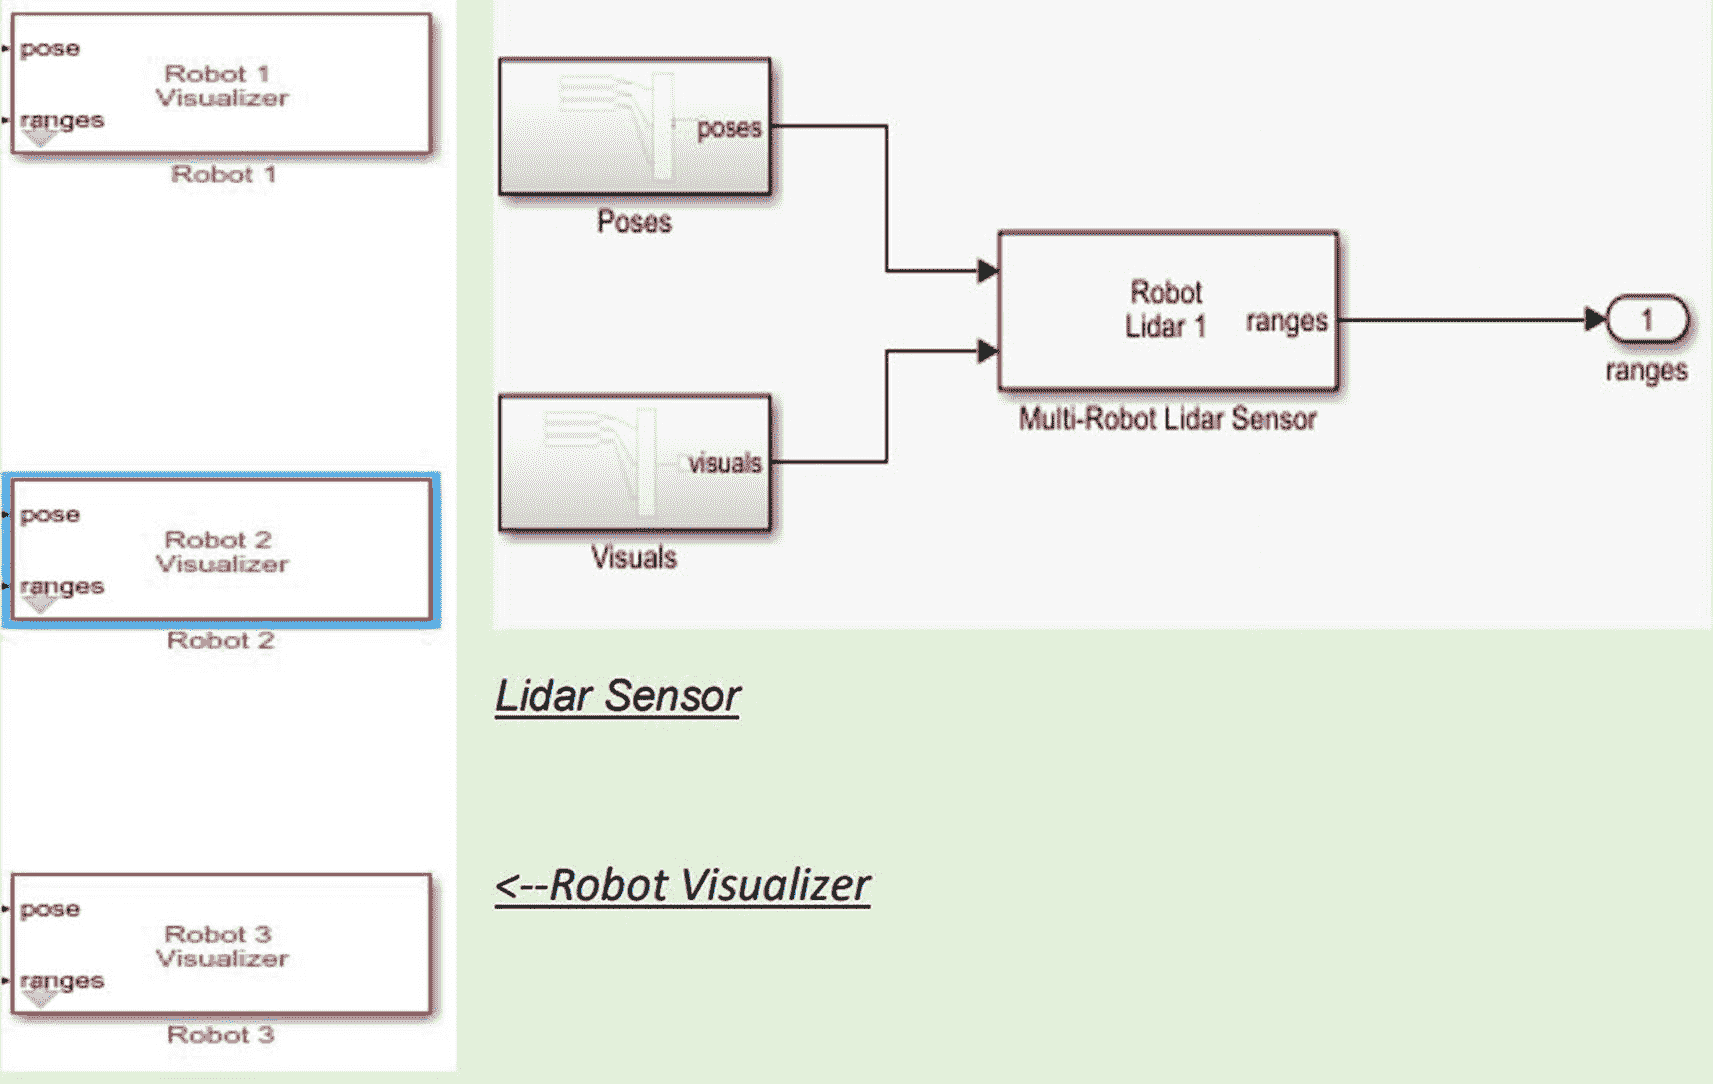 pose
Robot 1
Visualizer
ranges
Robot 1
pose
Robot 2
Visualizer
ranges
Robot 2
pose
Robot 3
Visualizer
ranges
Robot 3
poses
Poses
visuals
Visuals
Robot
Lidar 1
ranges
Multi-Robot Lidar Sensor
1
ranges
Lidar Sensor
<--Robot Visualizer